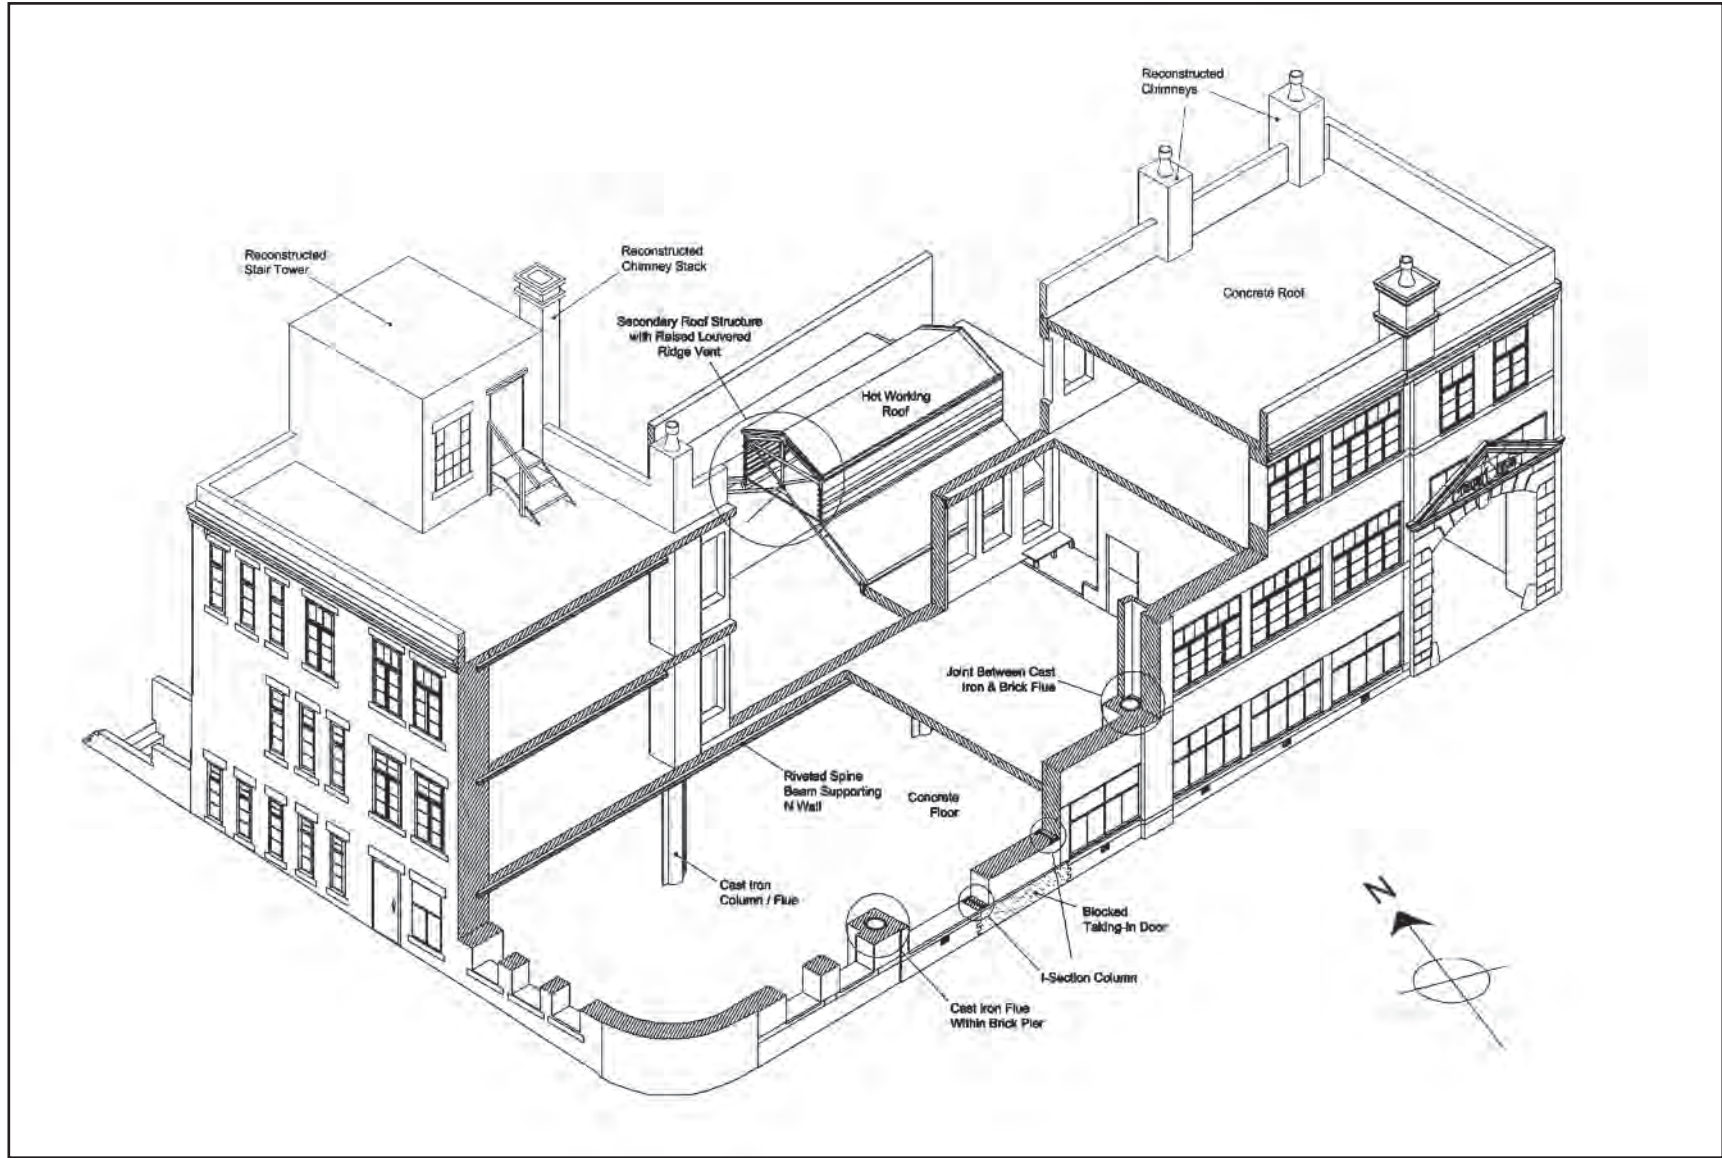 Reconstructed
Chimneys
Reconstructed
Stair Tower
Reconstructed
Chimney Stack
Concrete Roof
Secondary Roof Structure
with Raised Louvered
Ridge Vent
Hot Working
Roof
Joint Between Cast
Iron & Brick Flue
Riveted Spine
Beam Supporting
N Wall
Concrete
Floor
Cast Iron
Column / Flue
Blocked
Taking-In Door
I-Section Column
Cast Iron Flue
Within Brick Pier
N